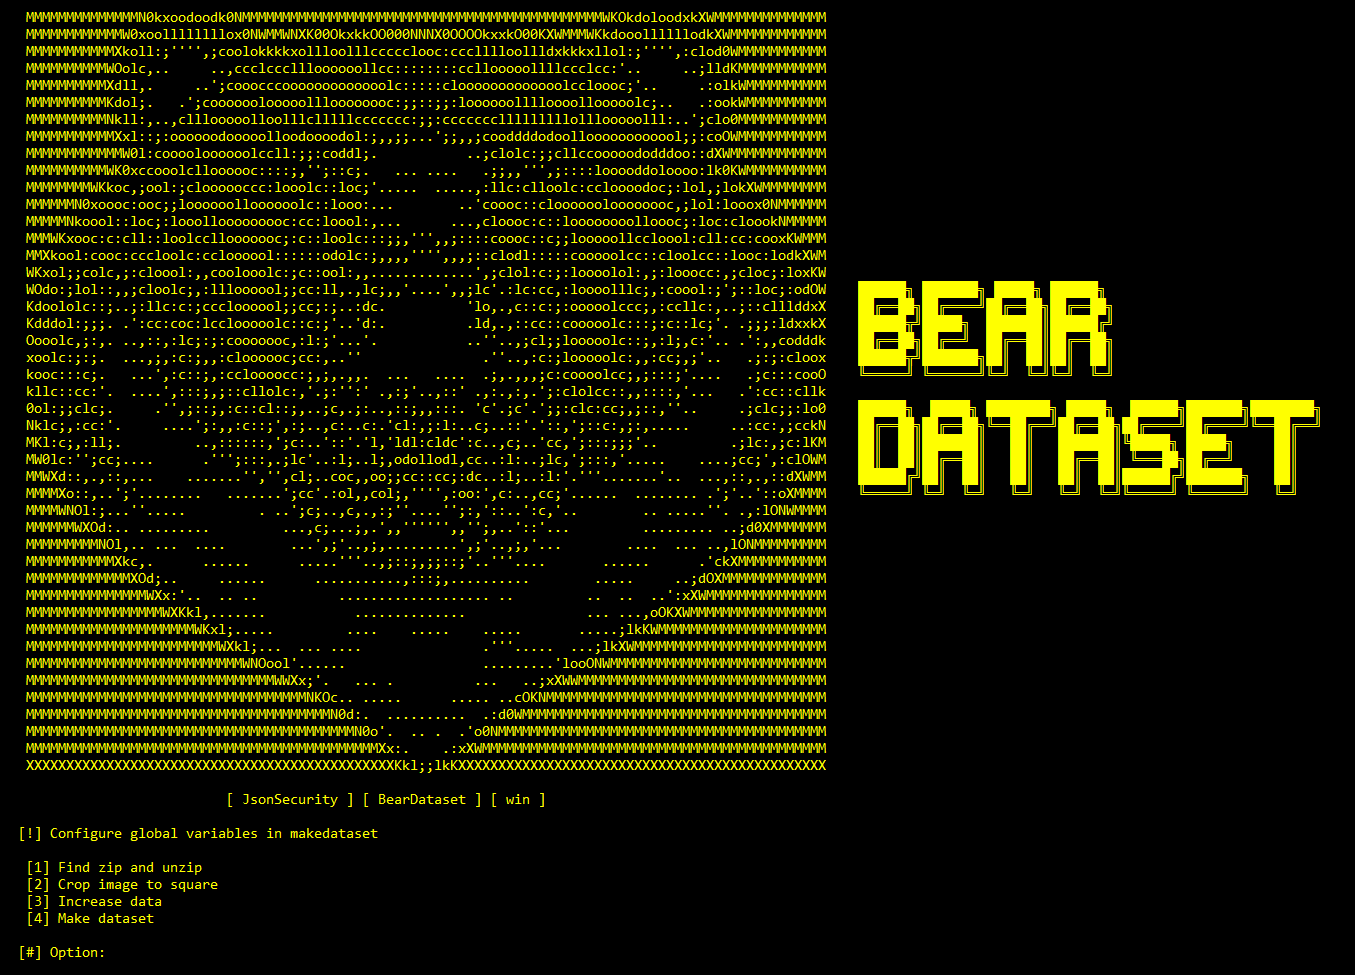 BEAR
DATASET
[ JsonSecurity ] [ BearDataset ] [ win ]
[!] Configure global variables in makedataset
[1] Find zip and unzip
[2] Crop image to square
[3] Increase data
[4] Make dataset
[#] Option: